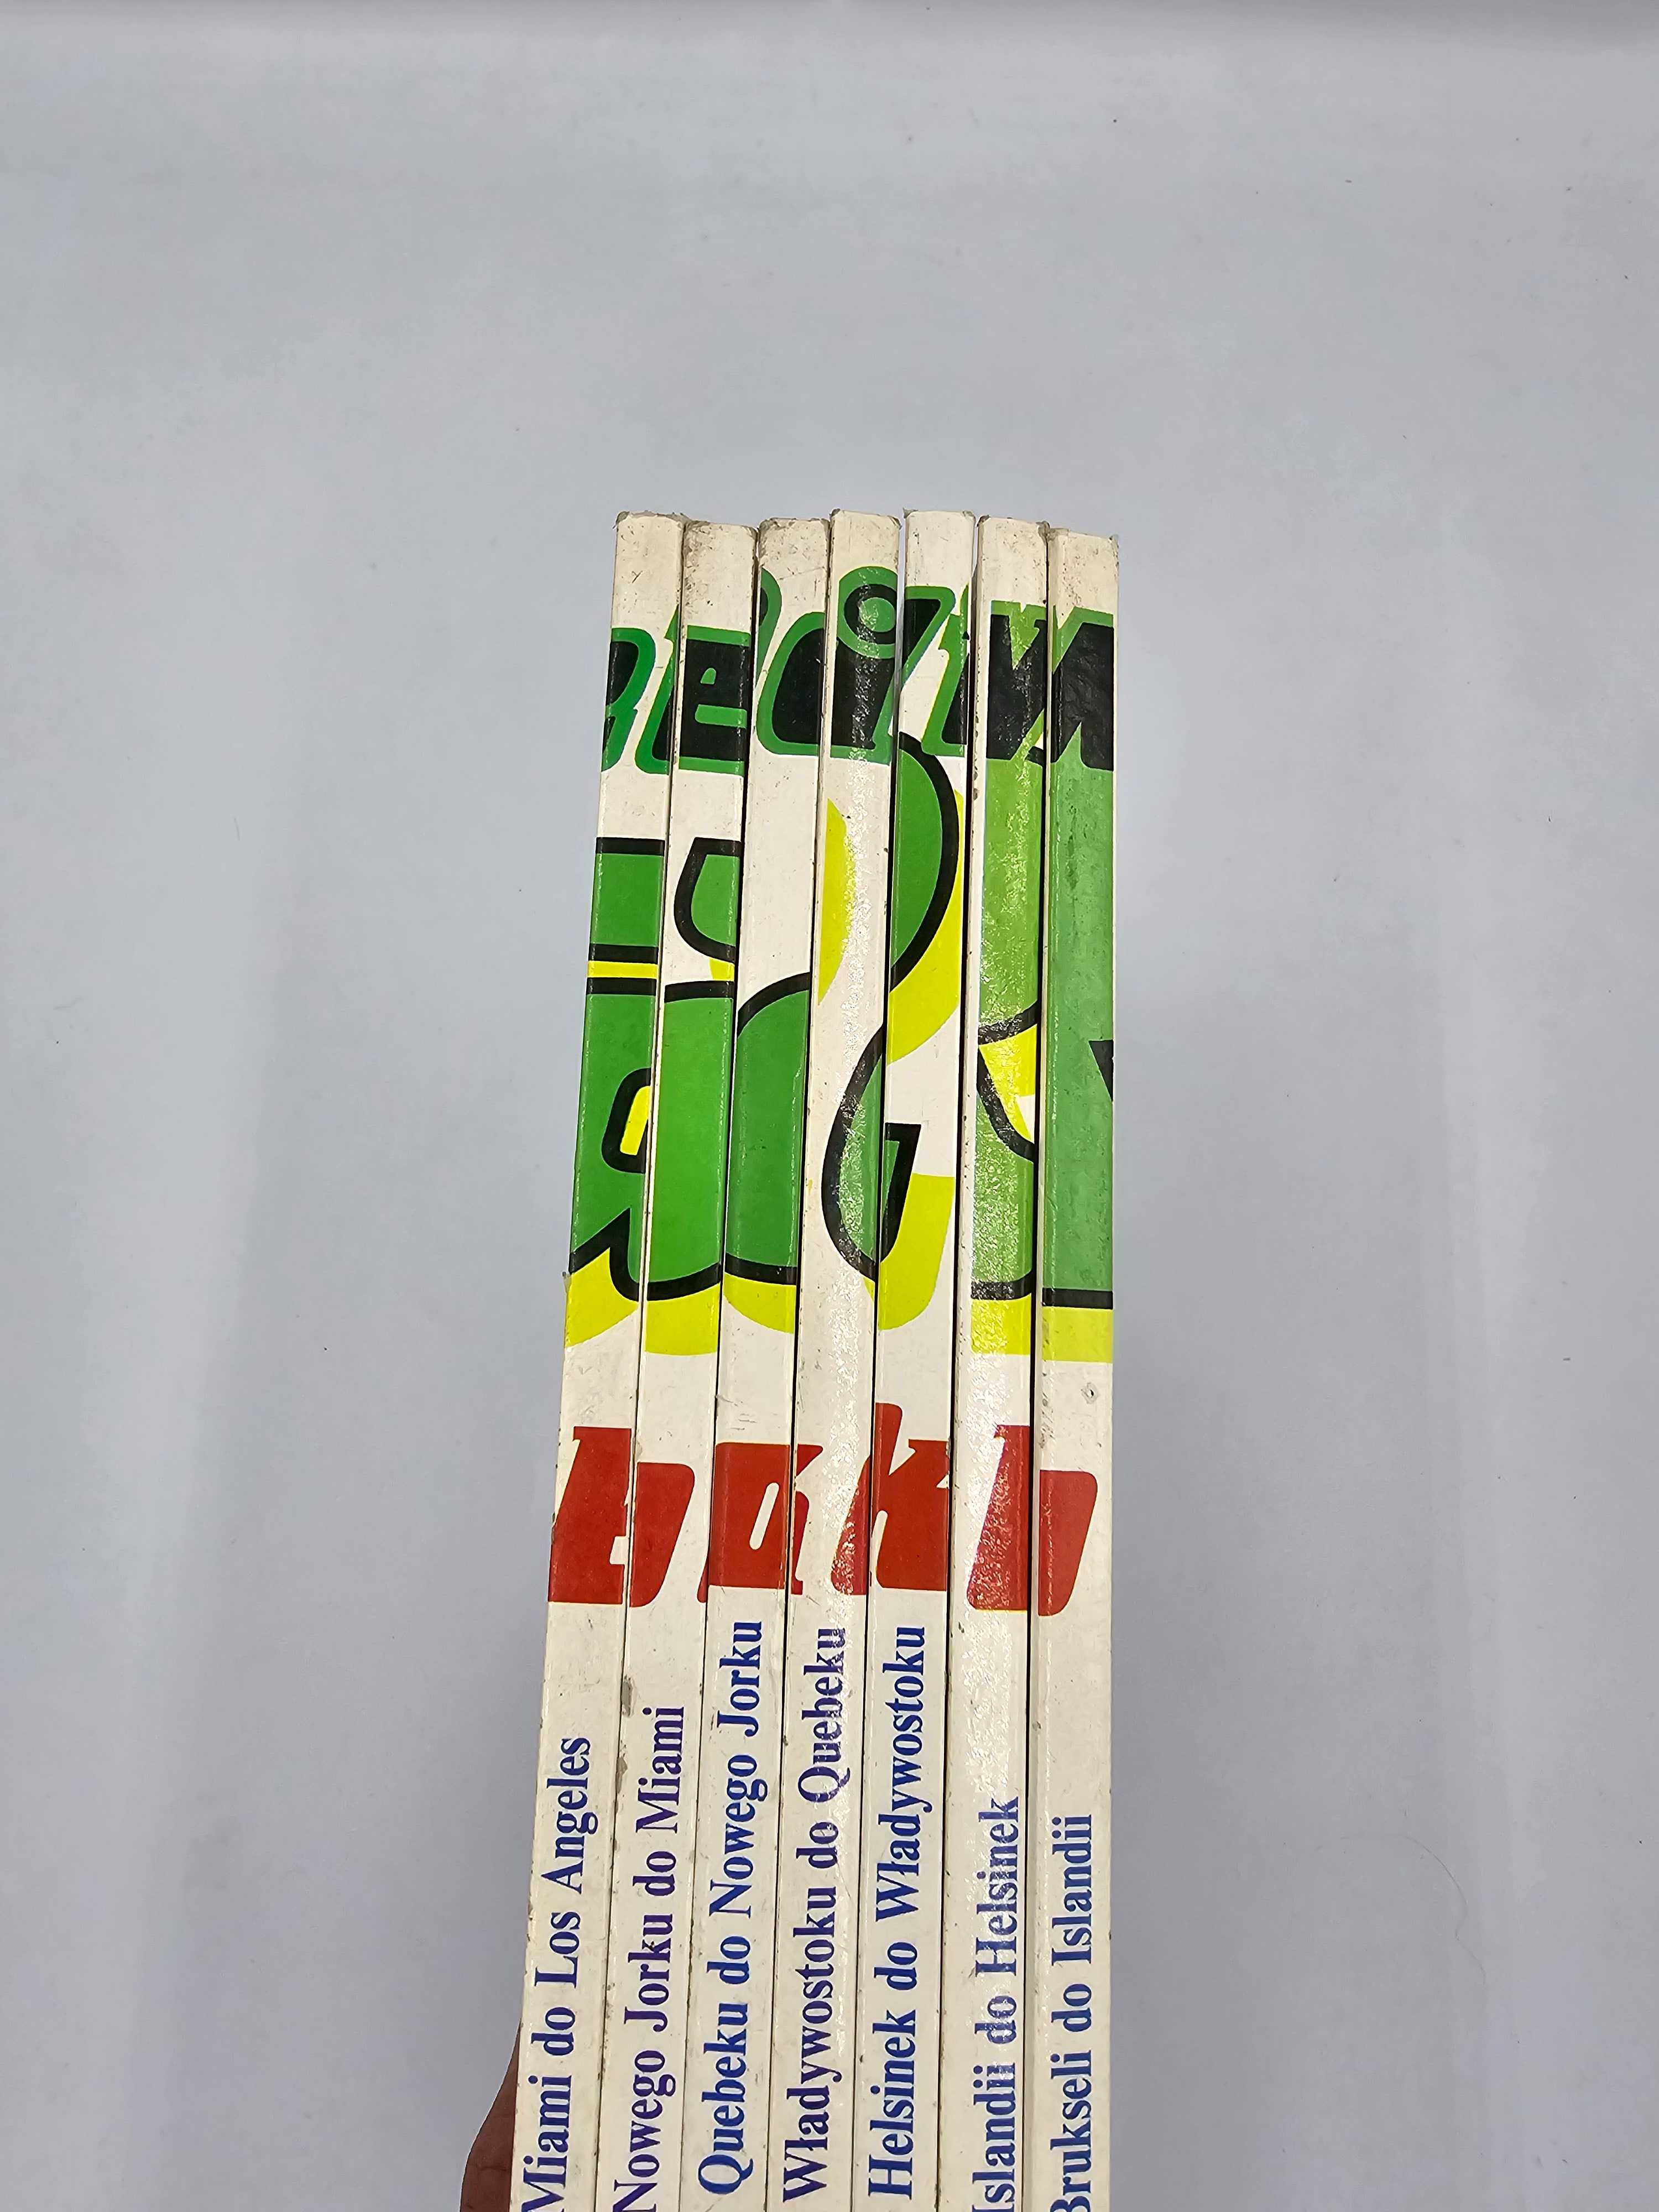 Miami do Los Angeles
Nowego Jorku do Miami
Quebeku do Nowego Jorku
Władywostoku do Quebeku
Helsinek do Władywostoku
Islandii do Helsinek
Brukseli do Islandii